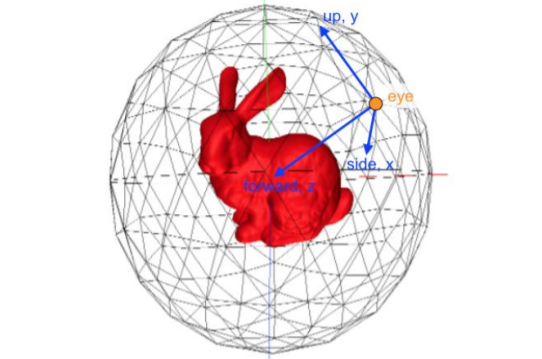 up, y
eye
side, x
forward, z